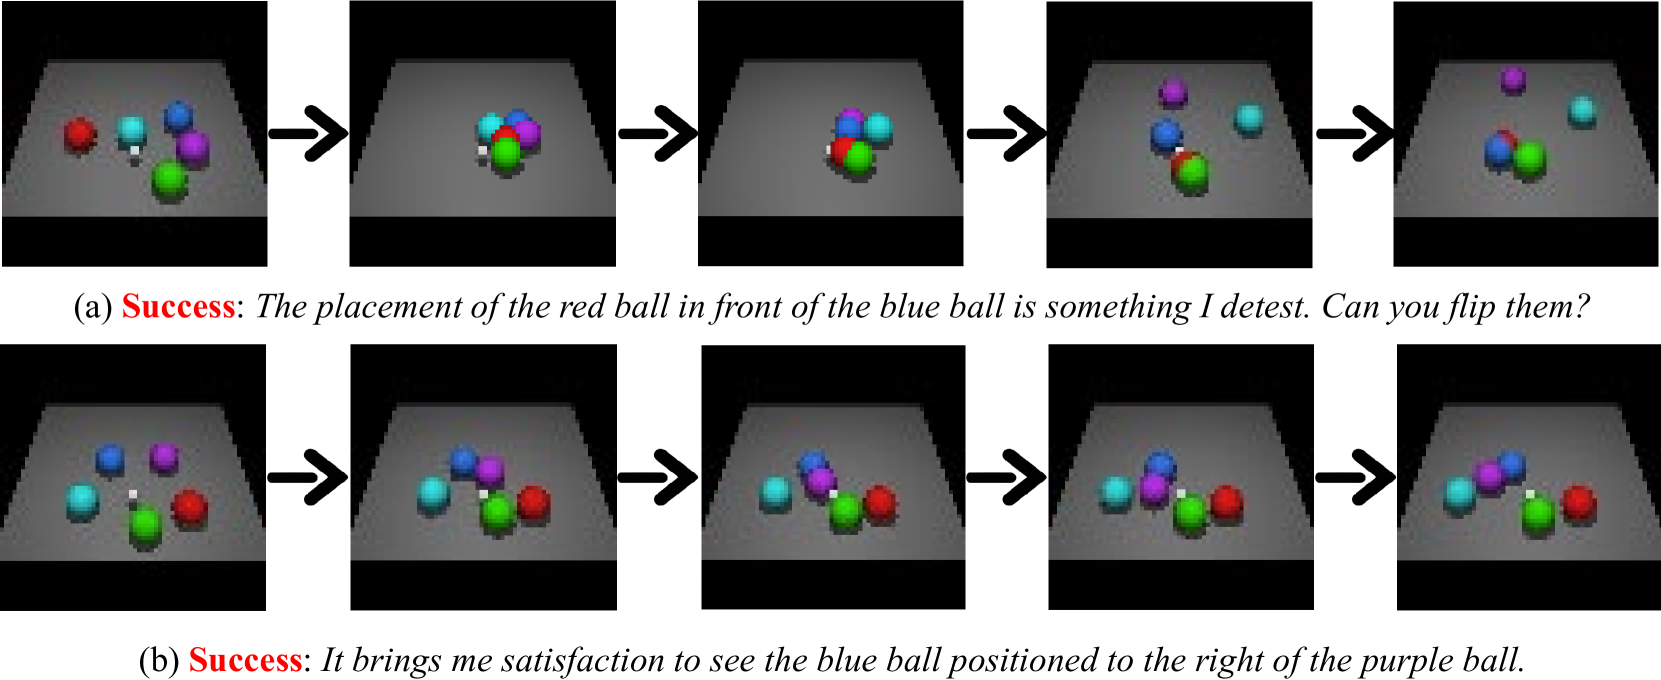 (a) Success: The placement of the red ball in front of the blue ball is something I detest. Can you flip them?
(b) Success: It brings me satisfaction to see the blue ball positioned to the right of the purple ball.